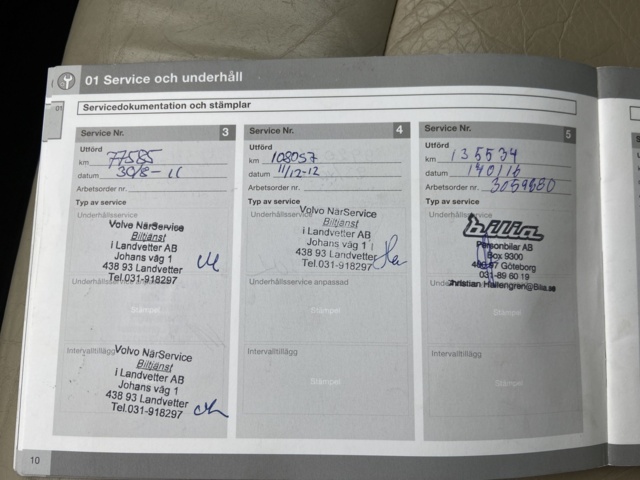 01 Service och underhåll
01
Servicedokumentation och stämplar
Service Nr. 3
Utförd
km 77585
datum 30/8-11
Arbetsorder nr.
Typ av service
Underhållsservice
Volvo NärService
Biltjänst
i Landvetter AB
Johans väg 1
438 93 Landvetter
Tel.031-918297
Underhållsservice anpassad
Stämpel
Intervalltillägg
Volvo NärService
Biltjänst
i Landvetter AB
Johans väg 1
438 93 Landvetter
Tel.031-918297
Service Nr. 4
Utförd
km 108057
datum 11/12-12
Arbetsorder nr.
Typ av service
Underhållsservice
Volvo NärService
Biltjänst
i Landvetter AB
Johans väg 1
438 93 Landvetter
Tel.031-918297
Underhållsservice anpassad
Stämpel
Intervalltillägg
Stämpel
Service Nr. 5
Utförd
km 135534
datum 140116
Arbetsorder nr. 3059680
Typ av service
Underhållsservice
bilia
Personbilar AB
Box 9300
Göteborg
031-89 60 19
Christian Hallengren@Bilia.se
Stämpel
Intervalltillägg
Stämpel
10